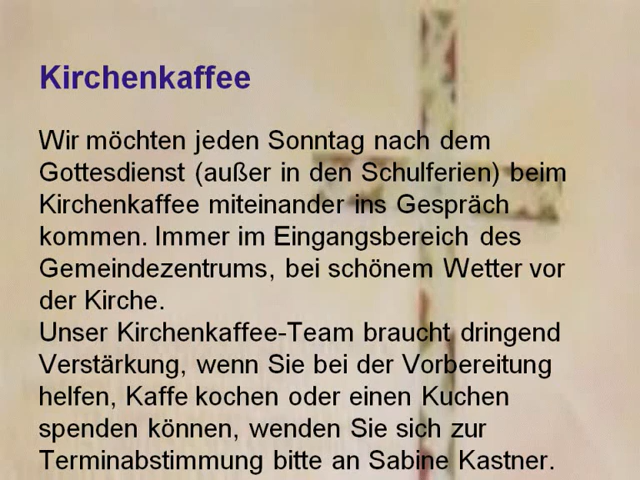 Kirchenkaffee
Wir möchten jeden Sonntag nach dem
Gottesdienst (außer in den Schulferien) beim
Kirchenkaffee miteinander ins Gespräch
kommen. Immer im Eingangsbereich des
Gemeindezentrums, bei schönem Wetter vor
der Kirche.
Unser Kirchenkaffee-Team braucht dringend
Verstärkung, wenn Sie bei der Vorbereitung
helfen, Kaffe kochen oder einen Kuchen
spenden können, wenden Sie sich zur
Terminabstimmung bitte an Sabine Kastner.